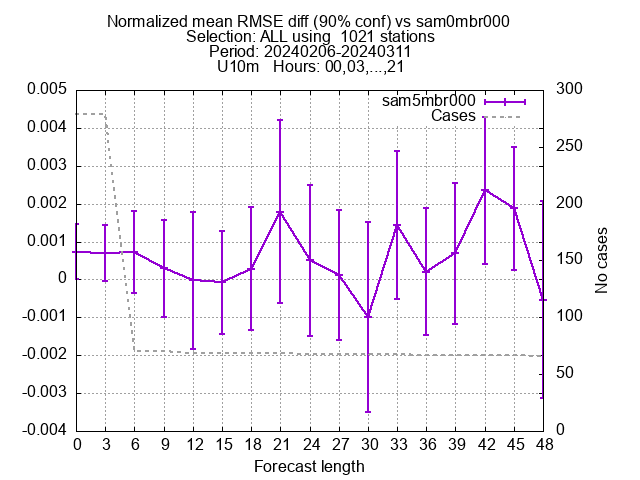 Normalized mean RMSE diff (90% conf) vs sam0mbr000
Selection: ALL using  1021 stations
Period: 20240206-20240311
U10m   Hours: 00,03,...,21
sam5mbr000
Cases
0.005
0.004
0.003
0.002
0.001
0
-0.001
-0.002
-0.003
-0.004
300
250
200
150
100
50
0
No cases
0 3 6 9 12 15 18 21 24 27 30 33 36 39 42 45 48
Forecast length